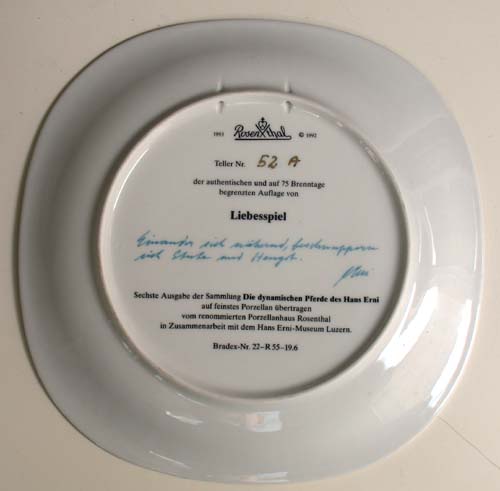 1993 Rosenthal © 1992
Teller Nr. 52 A
der authentischen und auf 75 Brenntage
begrenzten Auflage von
Liebesspiel
Einander sich nähernd, beschnuppern
sich Stute und Hengst.
Erni
Sechste Ausgabe der Sammlung Die dynamischen Pferde des Hans Erni
auf feinstes Porzellan übertragen
vom renommierten Porzellanhaus Rosenthal
in Zusammenarbeit mit dem Hans Erni-Museum Luzern.
Bradex-Nr. 22–R 55–19.6